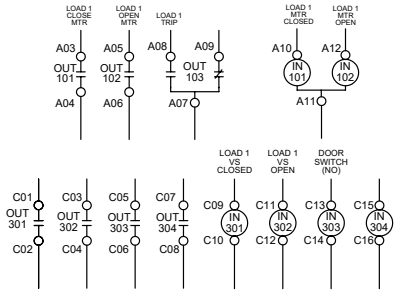 LOAD 1
CLOSE
MTR
LOAD 1
OPEN
MTR
LOAD 1
TRIP
LOAD 1
MTR
CLOSED
LOAD 1
MTR
OPEN
A03
A05
A08
A09
A10
A12
OUT
101
OUT
102
OUT
103
IN
101
IN
102
A04
A06
A07
A11
LOAD 1
VS
CLOSED
LOAD 1
VS
OPEN
DOOR
SWITCH
(NO)
C01
C03
C05
C07
C09
C11
C13
C15
OUT
301
OUT
302
OUT
303
OUT
304
IN
301
IN
302
IN
303
IN
304
C02
C04
C06
C08
C10
C12
C14
C16